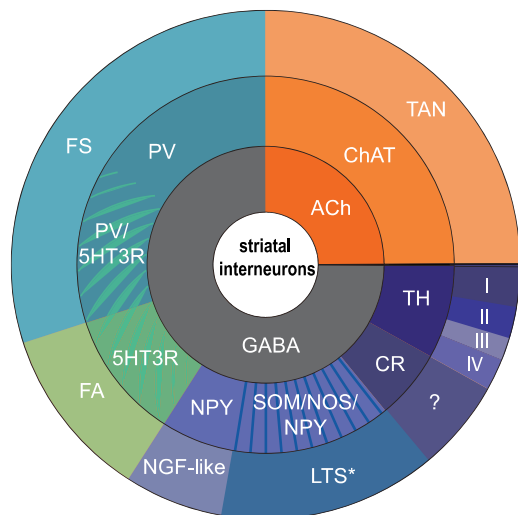 TAN
FS
PV
ChAT
ACh
PV/
5HT3R
striatal
interneurons
TH
I
II
III
IV
GABA
5HT3R
CR
FA
NPY
SOM/NOS/
NPY
?
NGF-like
LTS*